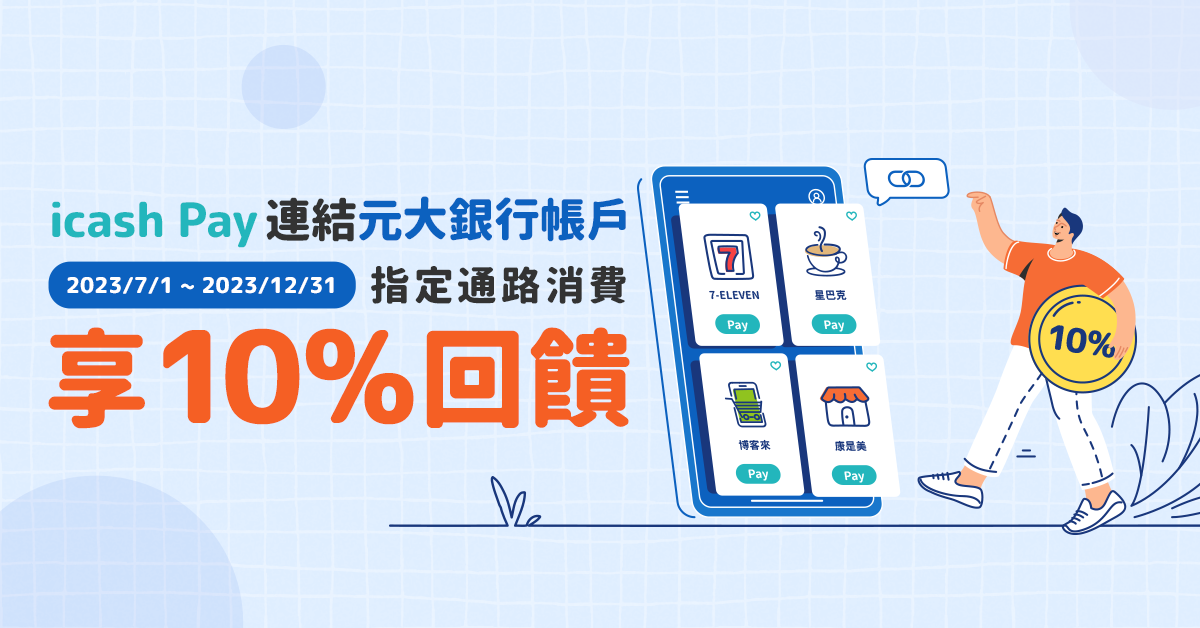 icash Pay 連結元大銀行帳戶
2023/7/1 ~ 2023/12/31 指定通路消費
享10%回饋
7
7-ELEVEN
Pay
星巴克
Pay
博客來
Pay
康是美
Pay
10%